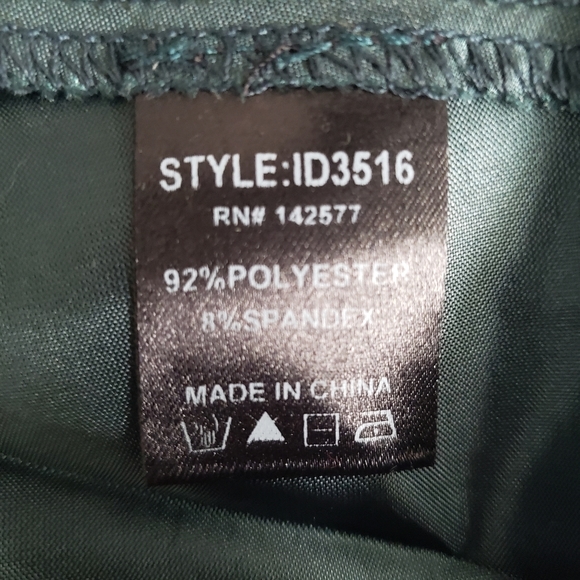 STYLE:ID3516
RN# 142577
92%POLYESTER
8%SPANDEX
MADE IN CHINA